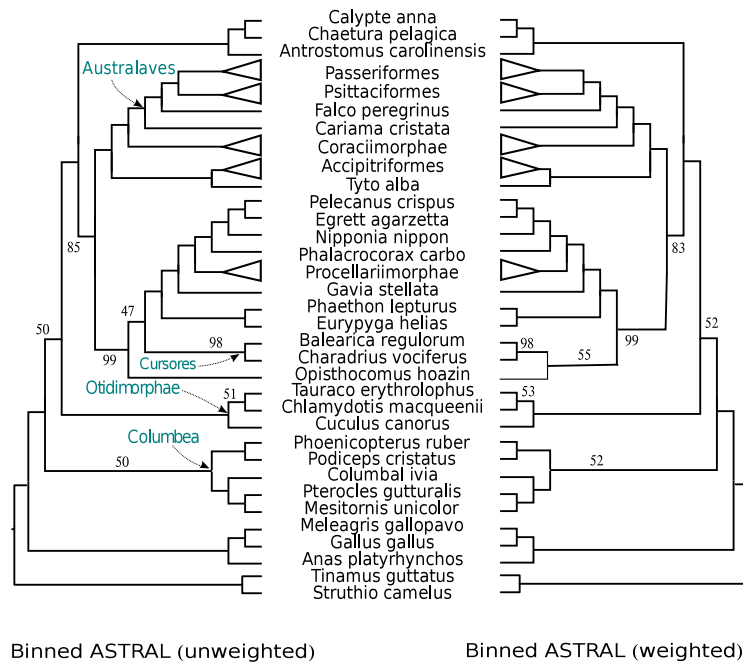 Calypte anna
Chaetura pelagica
Antrostomus carolinensis
Australaves
Passeriformes
Psittaciformes
Falco peregrinus
Cariama cristata
Coraciimorphae
Accipitriformes
Tyto alba
Pelecanus crispus
Egrett agarzetta
Nipponia nippon
85
83
Phalacrocorax carbo
Procellariimorphae
Gavia stellata
47
Phaethon lepturus
50
52
Eurypyga helias
99
98
Balearica regulorum
98
99
Cursores
Charadrius vociferus
55
Opisthocomus hoazin
Otidimorphae
51
Tauraco erythrolophus
53
Chlamydotis macqueenii
Cuculus canorus
Columbea
Phoenicopterus ruber
50
Podiceps cristatus
52
Columbal ivia
Pterocles gutturalis
Mesitornis unicolor
Meleagris gallopavo
Gallus gallus
Anas platyrhynchos
Tinamus guttatus
Struthio camelus
Binned ASTRAL (unweighted)
Binned ASTRAL (weighted)